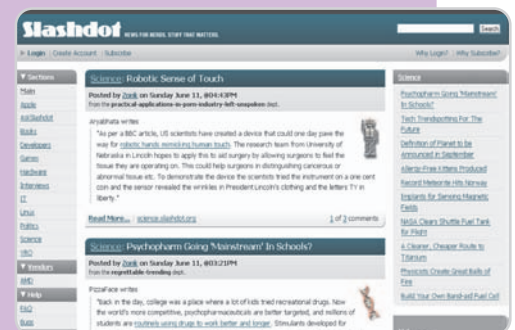 Slashdot NEWS FOR NERDS. STUFF THAT MATTERS.
Search
Login Create Account Subscribe
Why Login? Why Subscribe?
▼ Sections
Main
Apple
AskSlashdot
Books
Developers
Games
Hardware
Interviews
IT
Linux
Politics
Science
YRO
▼ Vendors
AMD
▼ Help
FAQ
Bugs
Science: Robotic Sense of Touch
Posted by Zonk on Sunday June 11, @04:43PM
from the practical-applications-in-porn-industry-left-unspoken dept.
Aryabhata writes
"As per a BBC article, US scientists have created a device that could one day pave the
way for robotic hands mimicking human touch. The research team from University of
Nebraska in Lincoln hopes to apply this to aid surgery by allowing surgeons to feel the
tissue they are operating on. This could help surgeons in distinguishing cancerous or
abnormal tissue etc. To demonstrate the device the scientists tried the instrument on a one cent
coin and the sensor revealed the wrinkles in President Lincoln's clothing and the letters TY in
liberty."
Read More... science.slashdot.org
1 of 3 comments
Science: Psychopharm Going 'Mainstream' In Schools?
Posted by Zonk on Sunday June 11, @03:21PM
from the regrettable-trending dept.
PizzaFace writes
"Back in the day, college was a place where a lot of kids tried recreational drugs. Now
the world's more competitive, psychopharmaceuticals are better targeted, and millions of
students are routinely using drugs to work better and longer. Stimulants developed for
Science
Psychopharm Going 'Mainstream'
In Schools?
Tech Trendspotting For The
Future
Definition of Planet to be
Announced in September
Allergy-Free Kittens Produced
Record Meteorite Hits Norway
Implants for Sensing Magnetic
Fields
NASA Clears Shuttle Fuel Tank
for Flight
A Cleaner, Cheaper Route to
Titanium
Physicists Create Great Balls of
Fire
Build Your Own Band-aid Fuel Cell